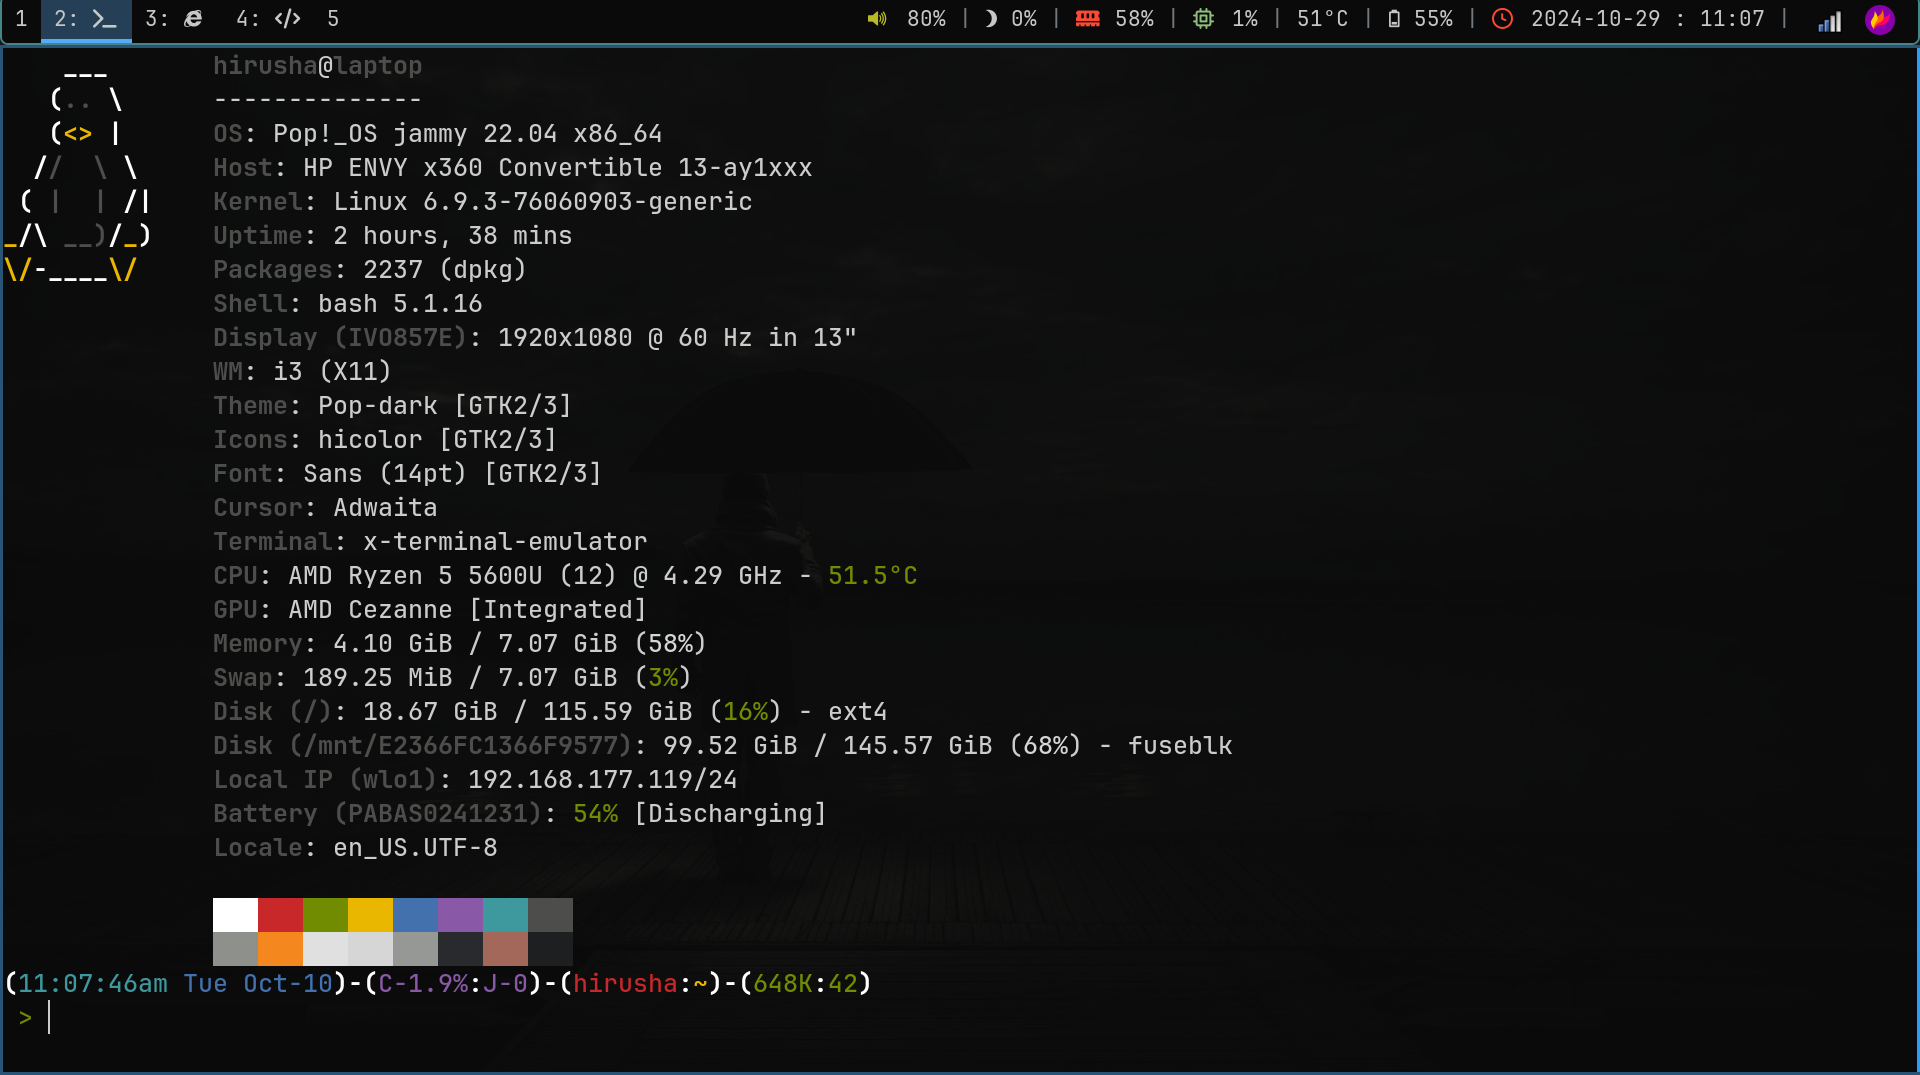 1 2: >_ 3: 4: </> 5 80% | 0% | 58% | 1% | 51°C | 55% | 2024-10-29 : 11:07 |
hirusha@laptop
--------------
OS: Pop!_OS jammy 22.04 x86_64
Host: HP ENVY x360 Convertible 13-ay1xxx
Kernel: Linux 6.9.3-76060903-generic
Uptime: 2 hours, 38 mins
Packages: 2237 (dpkg)
Shell: bash 5.1.16
Display (IVO857E): 1920x1080 @ 60 Hz in 13"
WM: i3 (X11)
Theme: Pop-dark [GTK2/3]
Icons: hicolor [GTK2/3]
Font: Sans (14pt) [GTK2/3]
Cursor: Adwaita
Terminal: x-terminal-emulator
CPU: AMD Ryzen 5 5600U (12) @ 4.29 GHz - 51.5°C
GPU: AMD Cezanne [Integrated]
Memory: 4.10 GiB / 7.07 GiB (58%)
Swap: 189.25 MiB / 7.07 GiB (3%)
Disk (/): 18.67 GiB / 115.59 GiB (16%) - ext4
Disk (/mnt/E2366FC1366F9577): 99.52 GiB / 145.57 GiB (68%) - fuseblk
Local IP (wlo1): 192.168.177.119/24
Battery (PABAS0241231): 54% [Discharging]
Locale: en_US.UTF-8
(11:07:46am Tue Oct-10)-(C-1.9%:J-0)-(hirusha:~)-(648K:42)
>